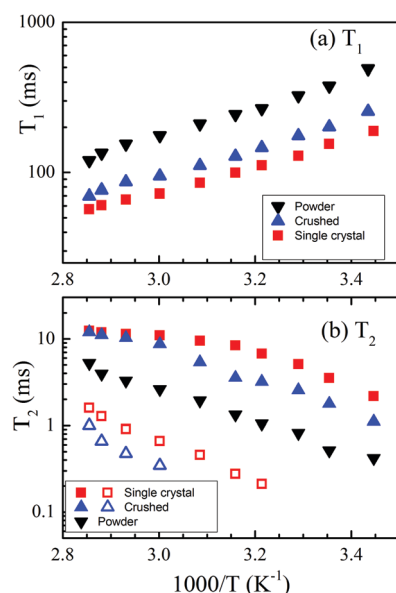 1000
(a) T1
T1 (ms)
100
Powder
Crushed
Single crystal
2.8 3.0 3.2 3.4
(b) T2
10
T2 (ms)
1
Single crystal
Crushed
Powder
0.1
2.8 3.0 3.2 3.4
1000/T (K-1)